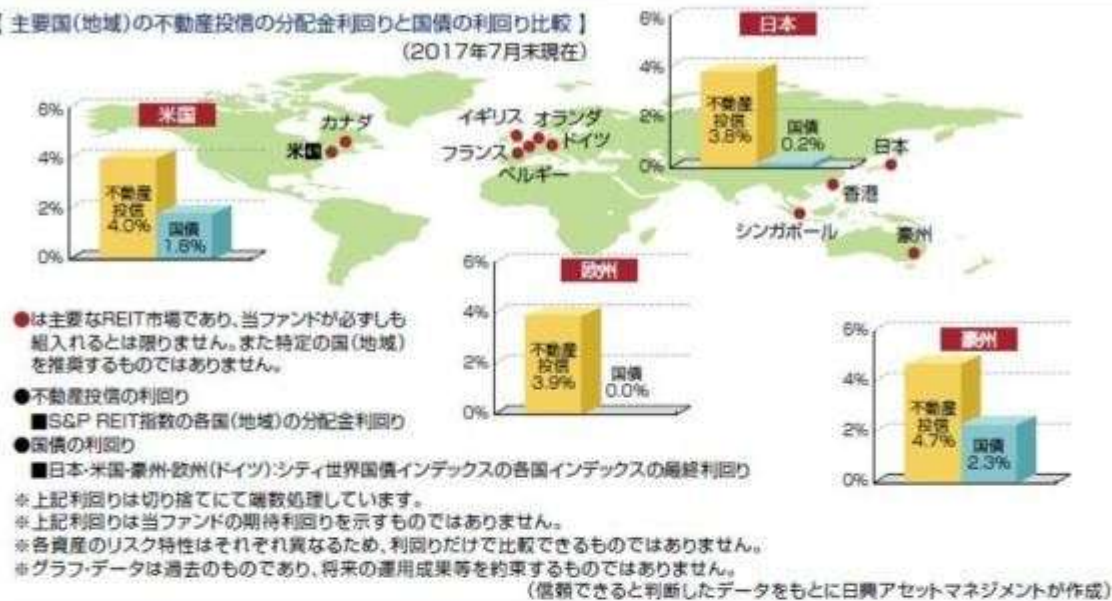 【 主要国(地域)の不動産投信の分配金利回りと国債の利回り比較 】
(2017年7月末現在)
日本
6%
4%
2%
0%
不動産
投信
3.8%
国債
0.2%
米国
6%
4%
2%
0%
不動産
投信
4.0%
国債
1.8%
カナダ
米国
イギリス
オランダ
フランス
ドイツ
ベルギー
日本
香港
シンガポール
豪州
欧州
6%
4%
2%
0%
不動産
投信
3.9%
国債
0.0%
豪州
6%
4%
2%
0%
不動産
投信
4.7%
国債
2.3%
●は主要なREIT市場であり、当ファンドが必ずしも
組入れるとは限りません。また特定の国(地域)
を推奨するものではありません。
●不動産投信の利回り
■S&P REIT指数の各国(地域)の分配金利回り
●国債の利回り
■日本・米国・豪州・欧州(ドイツ):シティ世界国債インデックスの各国インデックスの最終利回り
※上記利回りは切り捨てにて端数処理しています。
※上記利回りは当ファンドの期待利回りを示すものではありません。
※各資産のリスク特性はそれぞれ異なるため、利回りだけで比較できるものではありません。
※グラフ・データは過去のものであり、将来の運用成果等を約束するものではありません。
(信頼できると判断したデータをもとに日興アセットマネジメントが作成)